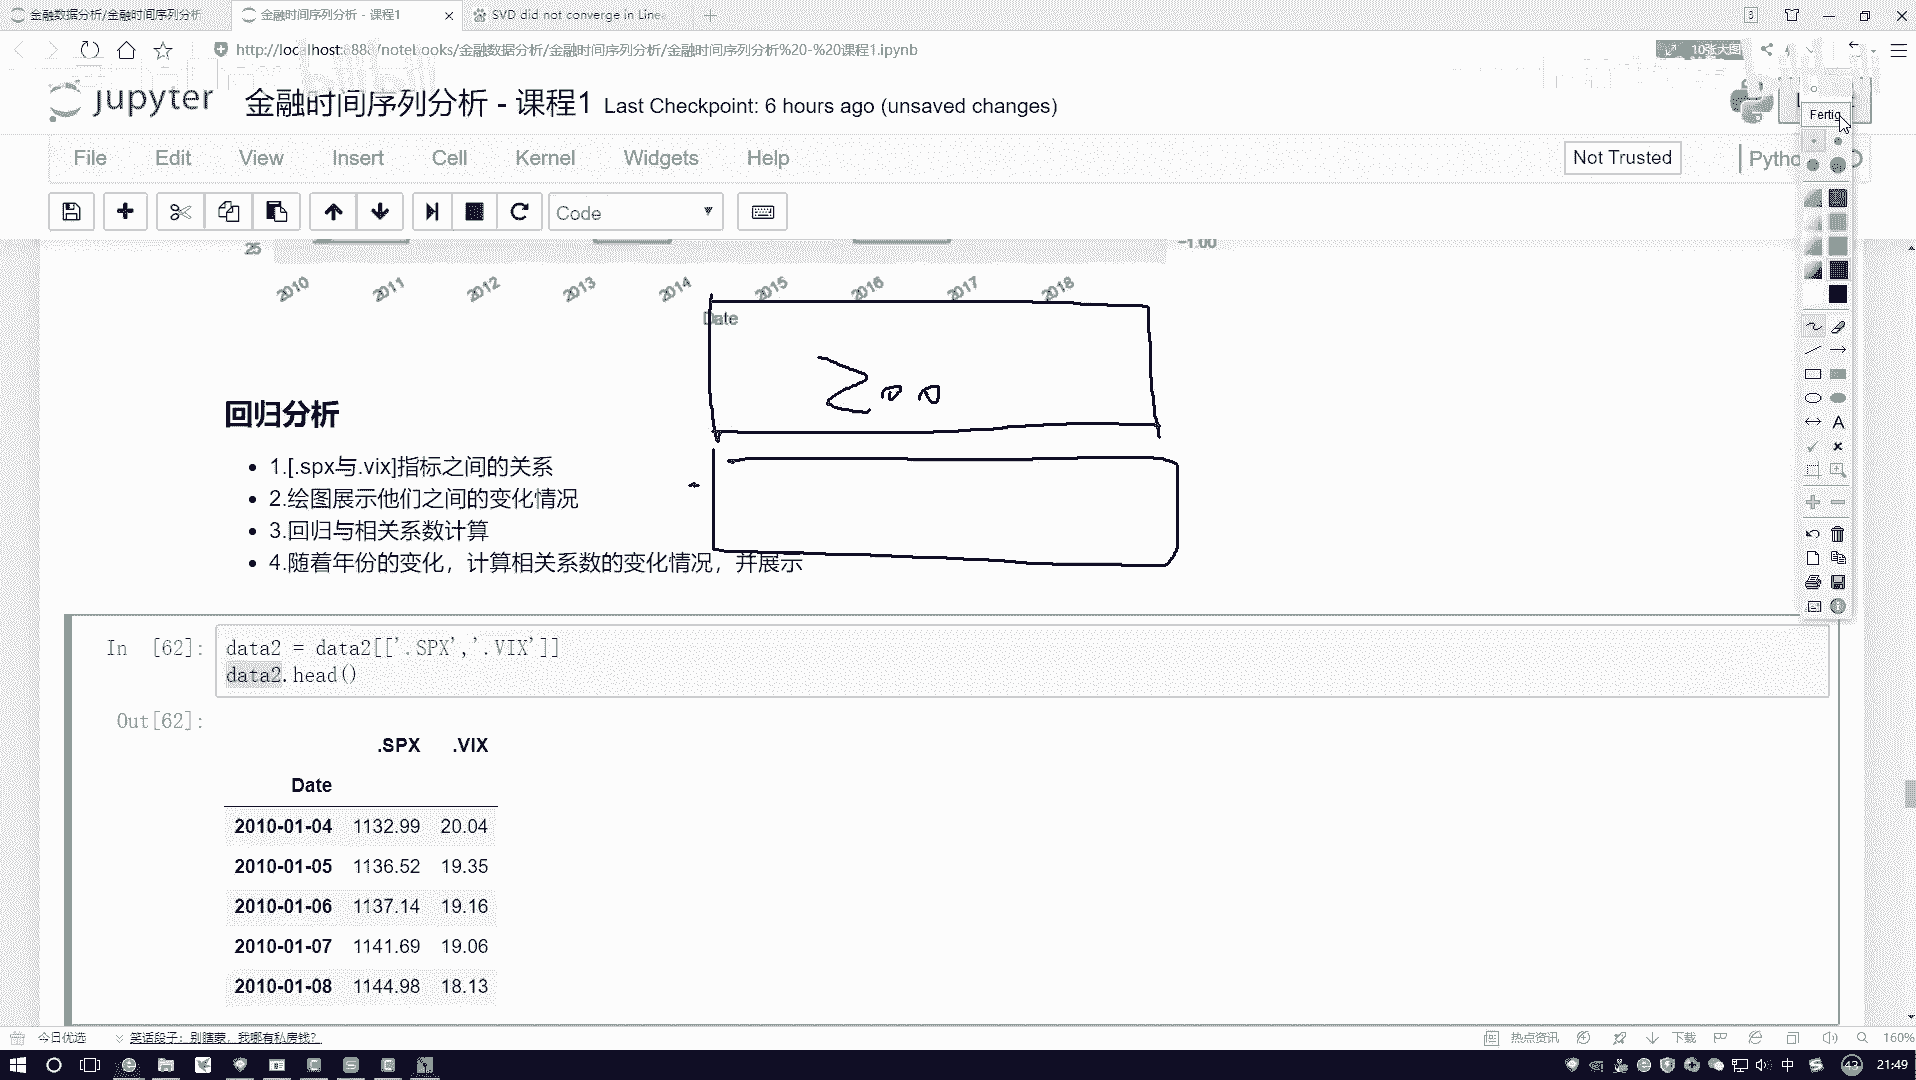 金融数据分析/金融时间序列分析
金融时间序列分析 - 课程1
SVD did not converge in Linea
3
http://localhost:888/notebooks/金融数据分析/金融时间序列分析/金融时间序列分析%20-%20课程1.ipynb
10张大图
jupyter 金融时间序列分析 - 课程1 Last Checkpoint: 6 hours ago (unsaved changes)
Fertig
File Edit View Insert Cell Kernel Widgets Help
Not Trusted
Pytho
Code
25
-1.00
2010 2011 2012 2013 2014 2015 2016 2017 2018
Date
200
回归分析
1.[.spx与.vix]指标之间的关系
2.绘图展示他们之间的变化情况
3.回归与相关系数计算
4.随着年份的变化，计算相关系数的变化情况，并展示
In [62]: data2 = data2[['.SPX','.VIX']]
data2.head()
Out[62]:
.SPX .VIX
Date
2010-01-04 1132.99 20.04
2010-01-05 1136.52 19.35
2010-01-06 1137.14 19.16
2010-01-07 1141.69 19.06
2010-01-08 1144.98 18.13
今日优选
笑话段子：别瞎蒙，我哪有私房钱？
热点资讯
下载
160%
中
43
21:49